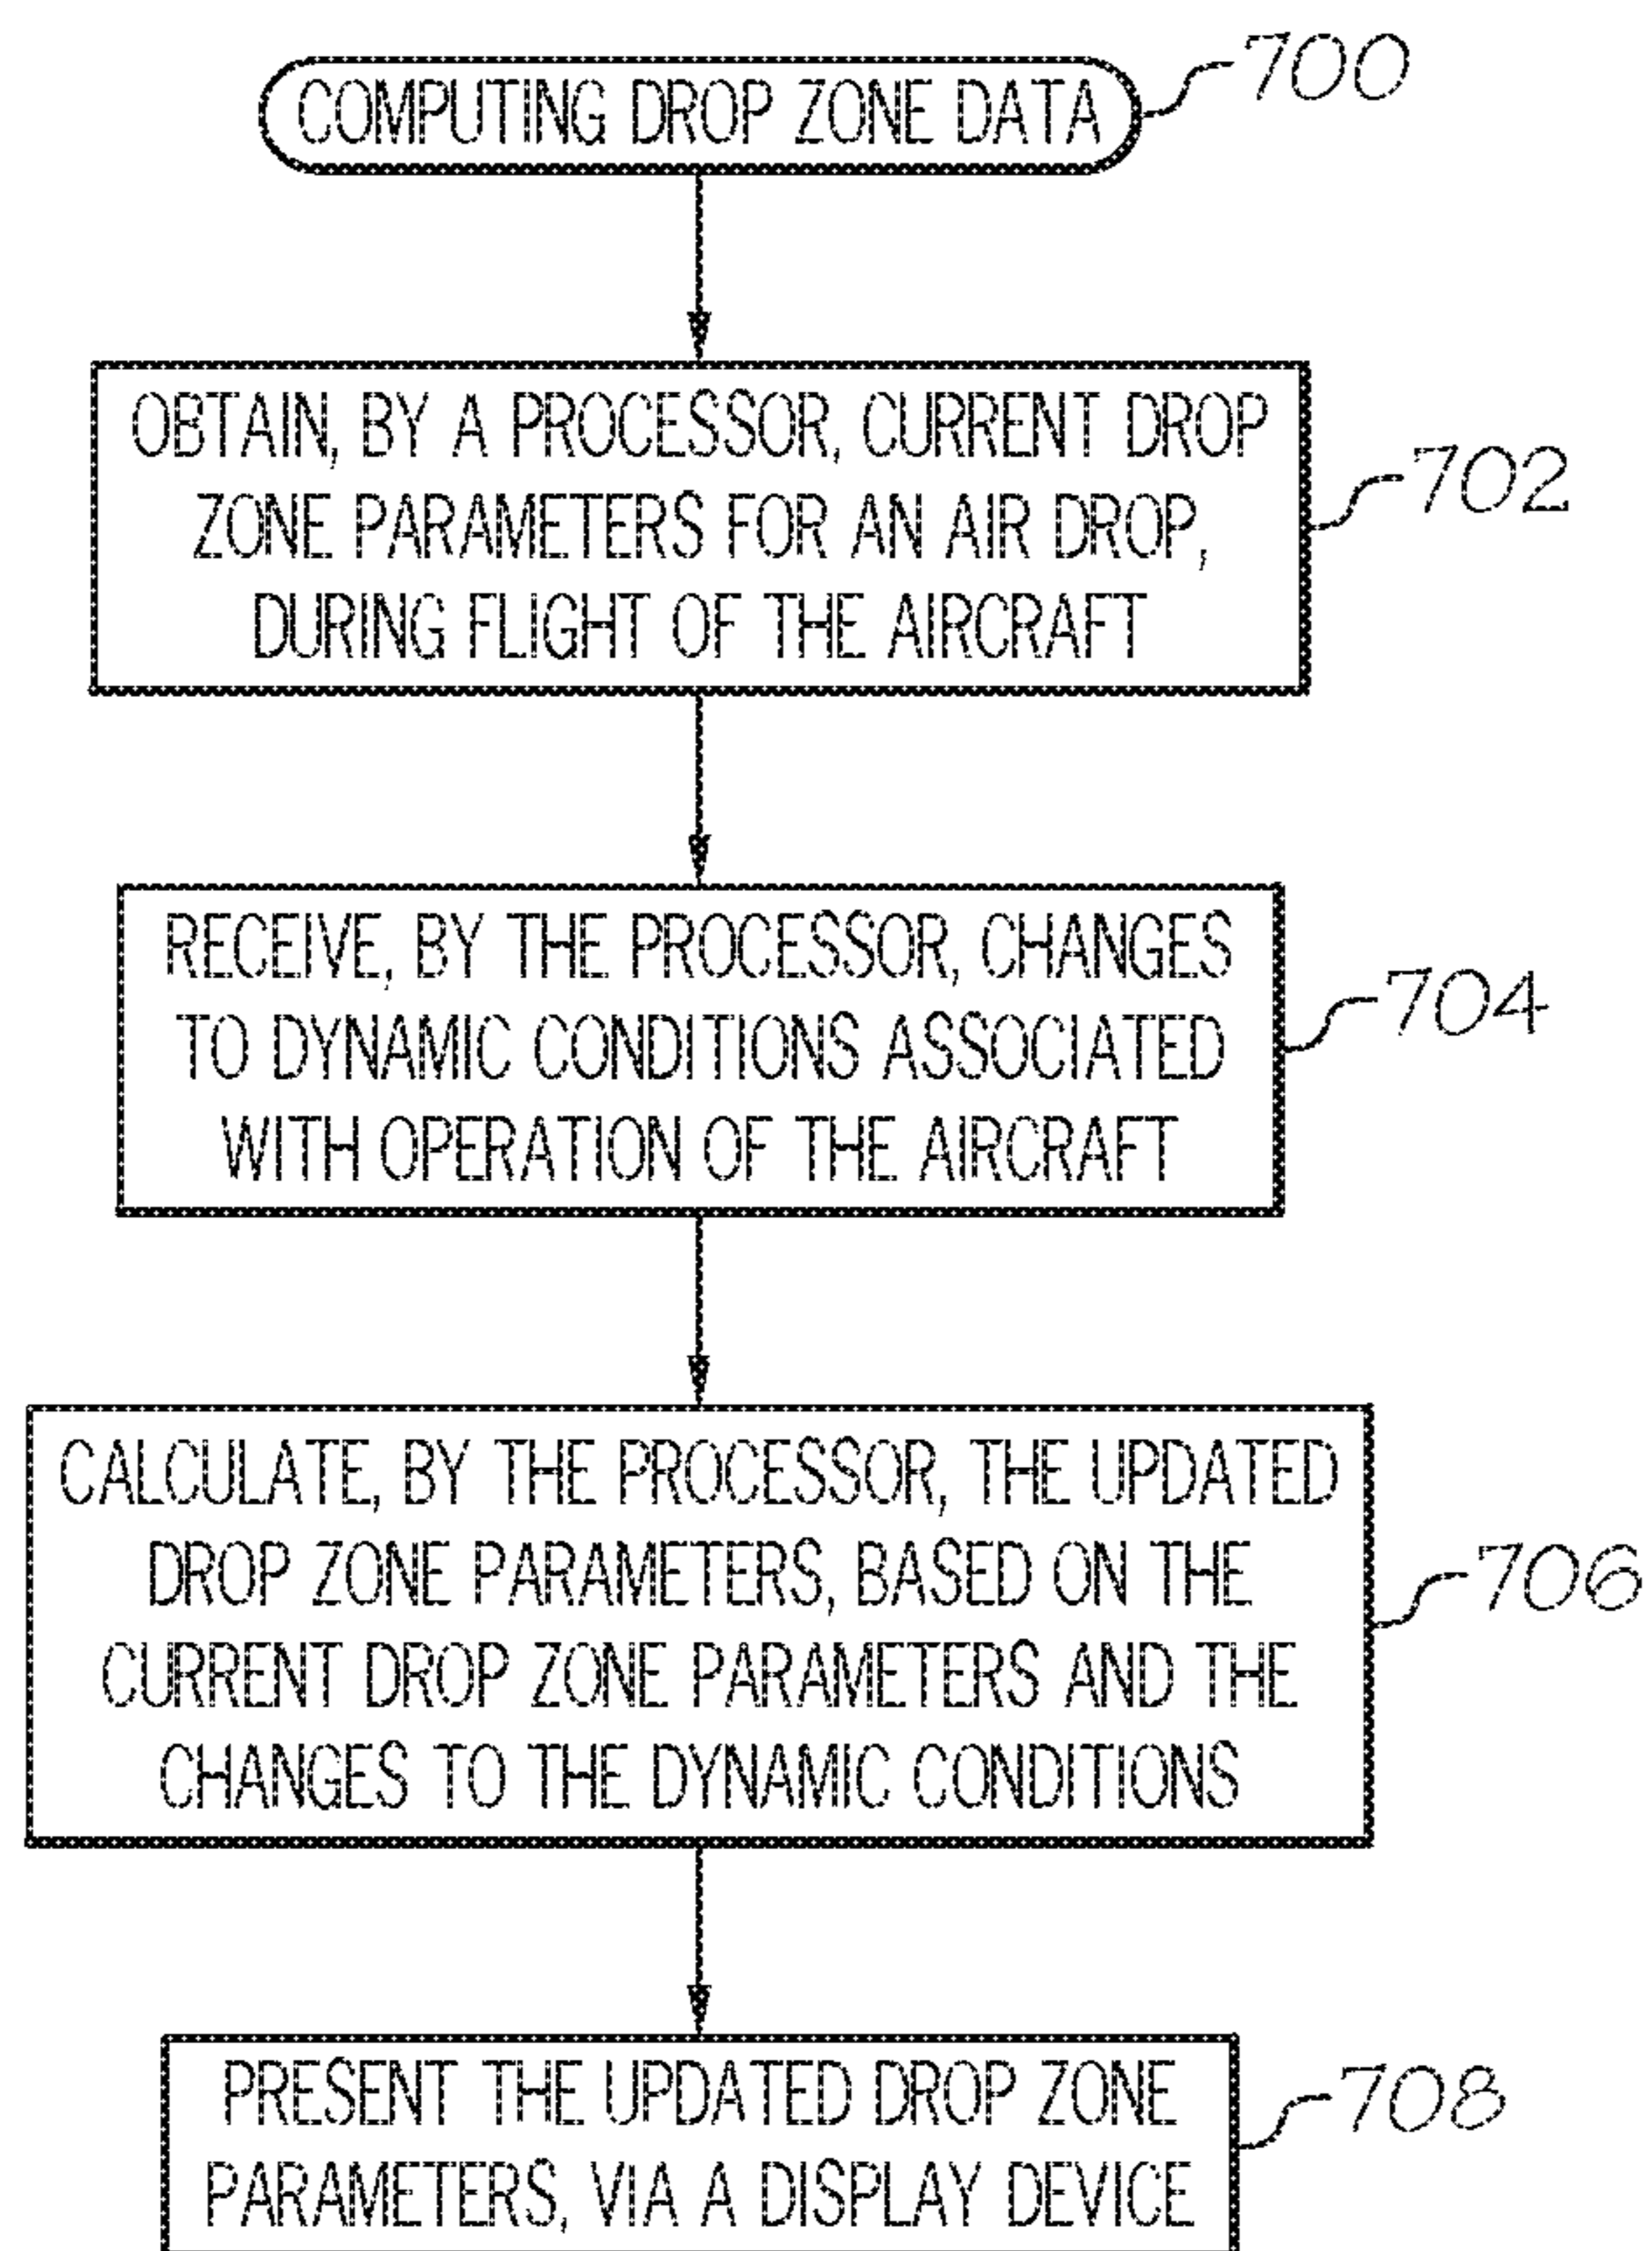 COMPUTING DROP ZONE DATA
700
OBTAIN, BY A PROCESSOR, CURRENT DROP
ZONE PARAMETERS FOR AN AIR DROP,
DURING FLIGHT OF THE AIRCRAFT
702
RECEIVE, BY THE PROCESSOR, CHANGES
TO DYNAMIC CONDITIONS ASSOCIATED
WITH OPERATION OF THE AIRCRAFT
704
CALCULATE, BY THE PROCESSOR, THE UPDATED
DROP ZONE PARAMETERS, BASED ON THE
CURRENT DROP ZONE PARAMETERS AND THE
CHANGES TO THE DYNAMIC CONDITIONS
706
PRESENT THE UPDATED DROP ZONE
PARAMETERS, VIA A DISPLAY DEVICE
708